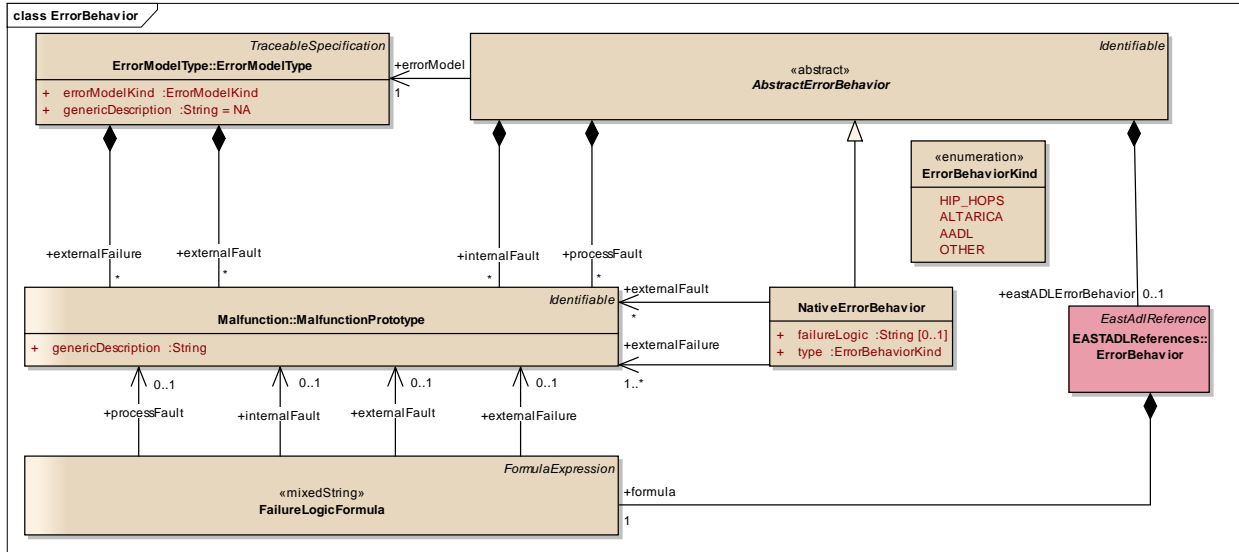 class ErrorBehavior
TraceableSpecification
ErrorModelType::ErrorModelType
+ errorModelKind :ErrorModelKind
+ genericDescription :String = NA
+errorModel
1
Identifiable
«abstract»
AbstractErrorBehavior
«enumeration»
ErrorBehaviorKind
HIP_HOPS
ALTARICA
AADL
OTHER
+externalFailure
*
+externalFault
*
+internalFault
*
+processFault
*
+eastADLErrorBehavior 0..1
Identifiable
Malfunction::MalfunctionPrototype
+ genericDescription :String
+externalFault
*
+externalFailure
1..*
NativeErrorBehavior
+ failureLogic :String [0..1]
+ type :ErrorBehaviorKind
EastAdlReference
EASTADLReferences::
ErrorBehavior
0..1
+processFault
0..1
+internalFault
0..1
+externalFault
0..1
+externalFailure
FormulaExpression
«mixedString»
FailureLogicFormula
+formula
1